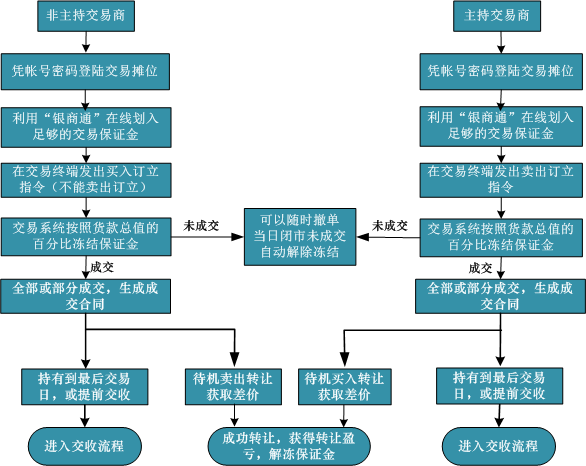 非主持交易商
凭帐号密码登陆交易摊位
利用“银商通”在线划入
足够的交易保证金
在交易终端发出买入订立
指令（不能卖出订立）
交易系统按照货款总值的
百分比冻结保证金
未成交
成交
全部或部分成交，生成成
交合同
持有到最后交易
日，或提前交收
进入交收流程
待机卖出转让
获取差价
可以随时撤单
当日闭市未成交
自动解除冻结
成功转让，获得转让盈
亏，解冻保证金
主持交易商
凭帐号密码登陆交易摊位
利用“银商通”在线划入
足够的交易保证金
在交易终端发出卖出订立
指令
交易系统按照货款总值的
百分比冻结保证金
未成交
成交
全部或部分成交，生成成
交合同
待机买入转让
获取差价
持有到最后交易
日，或提前交收
进入交收流程